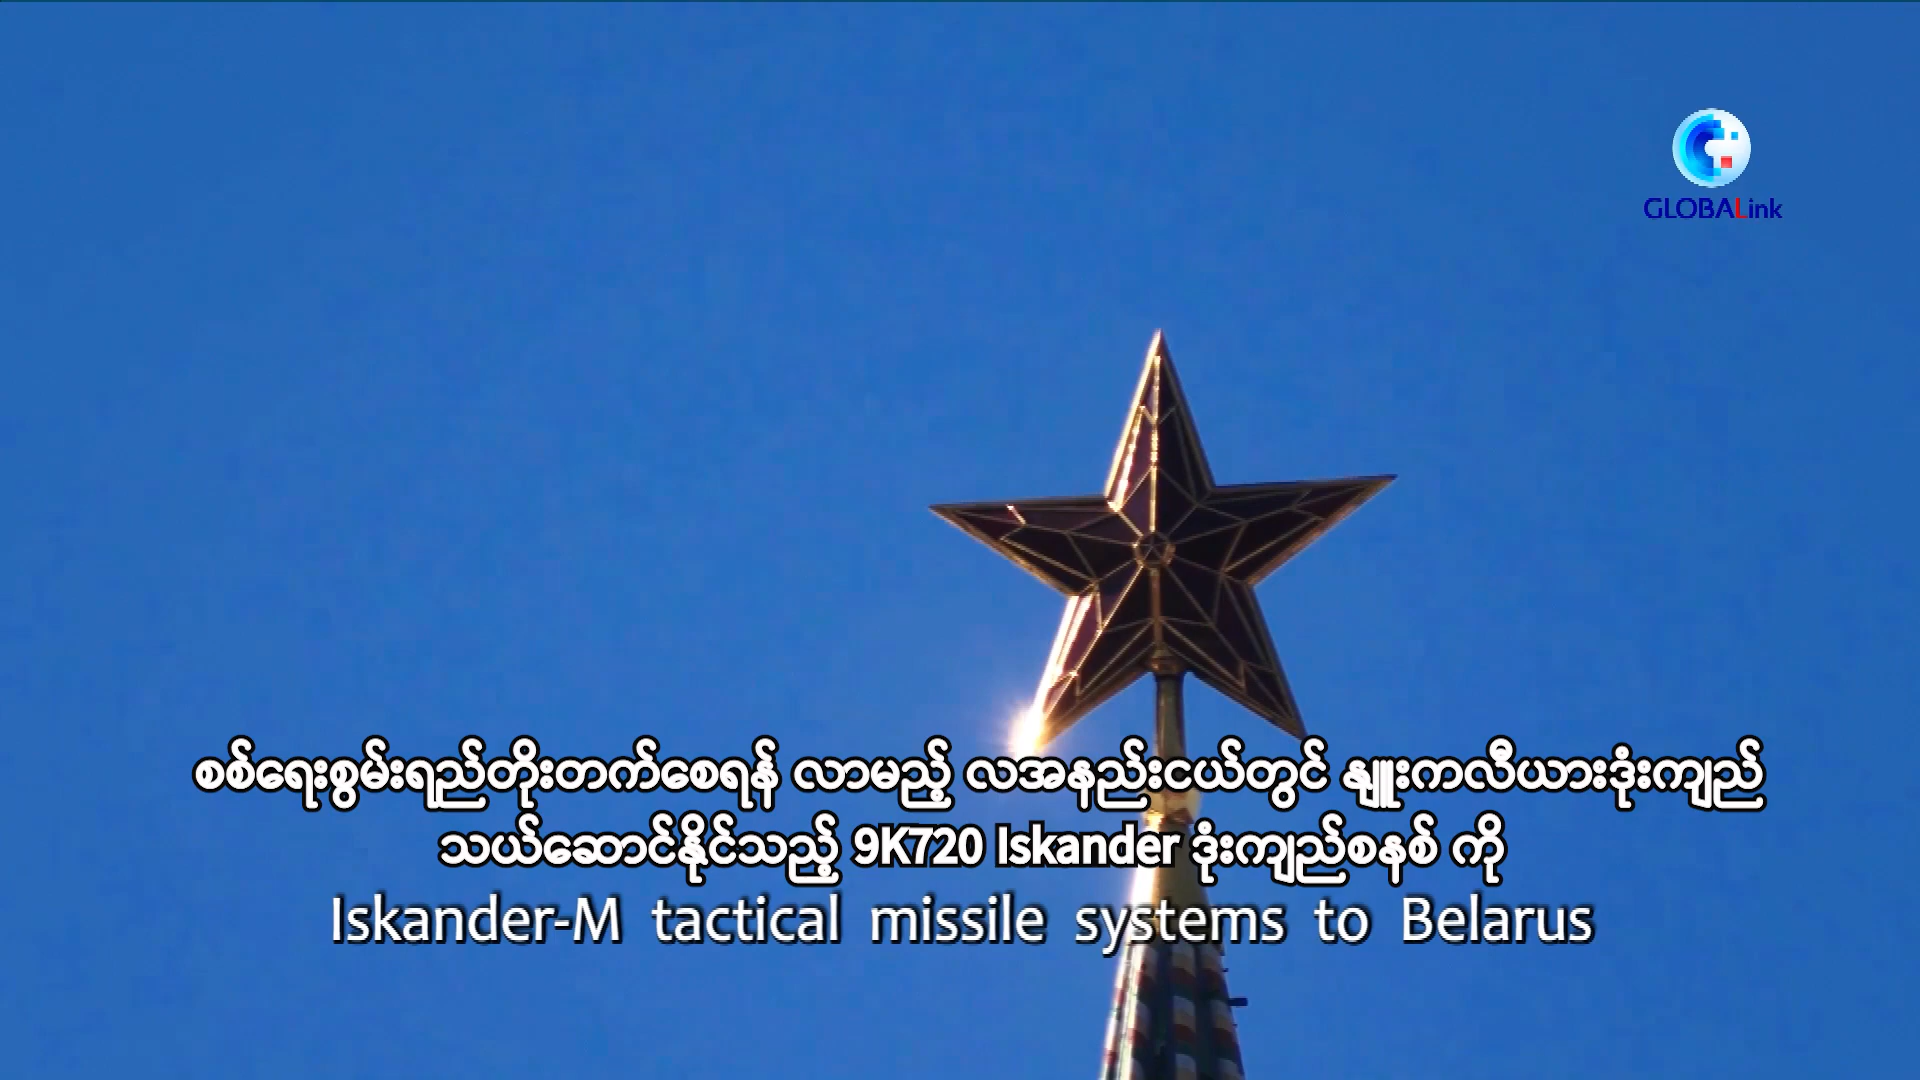 GLOBALink
စစ်ရေးစွမ်းရည်တိုးတက်စေရန် လာမည့် လအနည်းငယ်တွင် နျူးကလီယားဒုံးကျည်
သယ်ဆောင်နိုင်သည့် 9K720 Iskander ဒုံးကျည်စနစ် ကို
Iskander-M tactical missile systems to Belarus